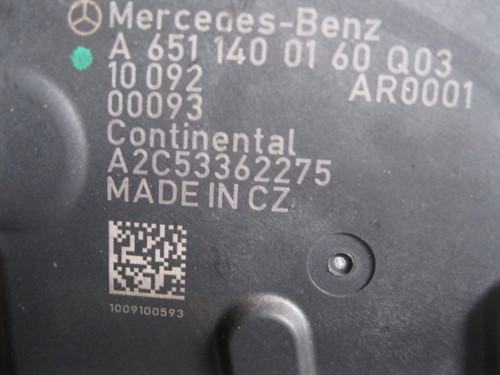 Mercedes-Benz
A 651 140 01 60 Q03
10 092 AR0001
00093
Continental
A2C53362275
MADE IN CZ
1009100593